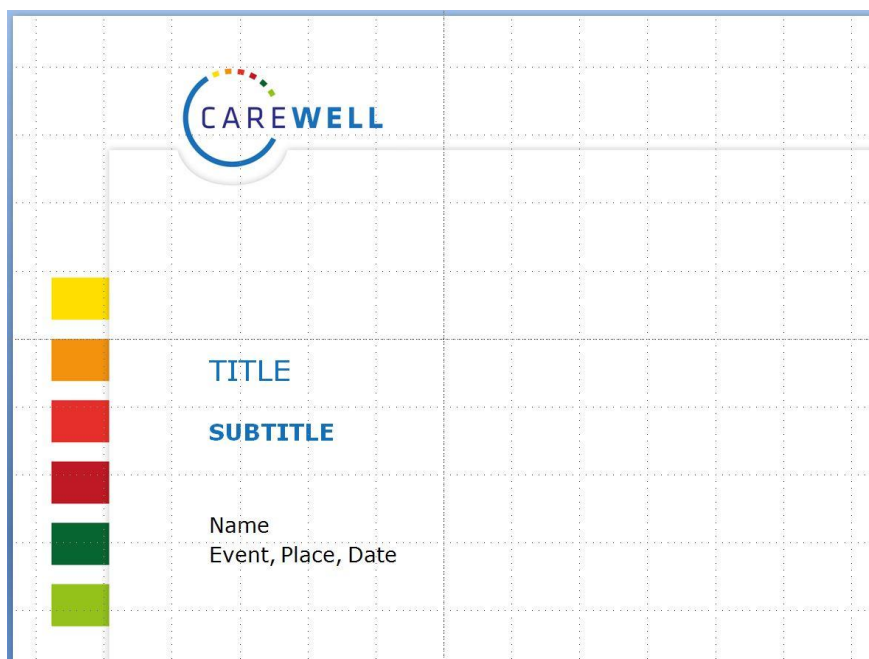 CAREWELL
TITLE
SUBTITLE
Name
Event, Place, Date